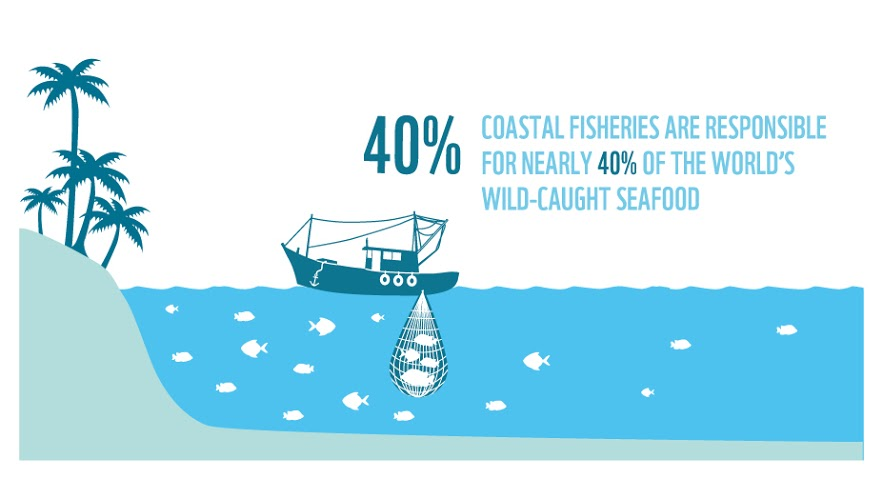 40%
COASTAL FISHERIES ARE RESPONSIBLE
FOR NEARLY 40% OF THE WORLD'S
WILD-CAUGHT SEAFOOD